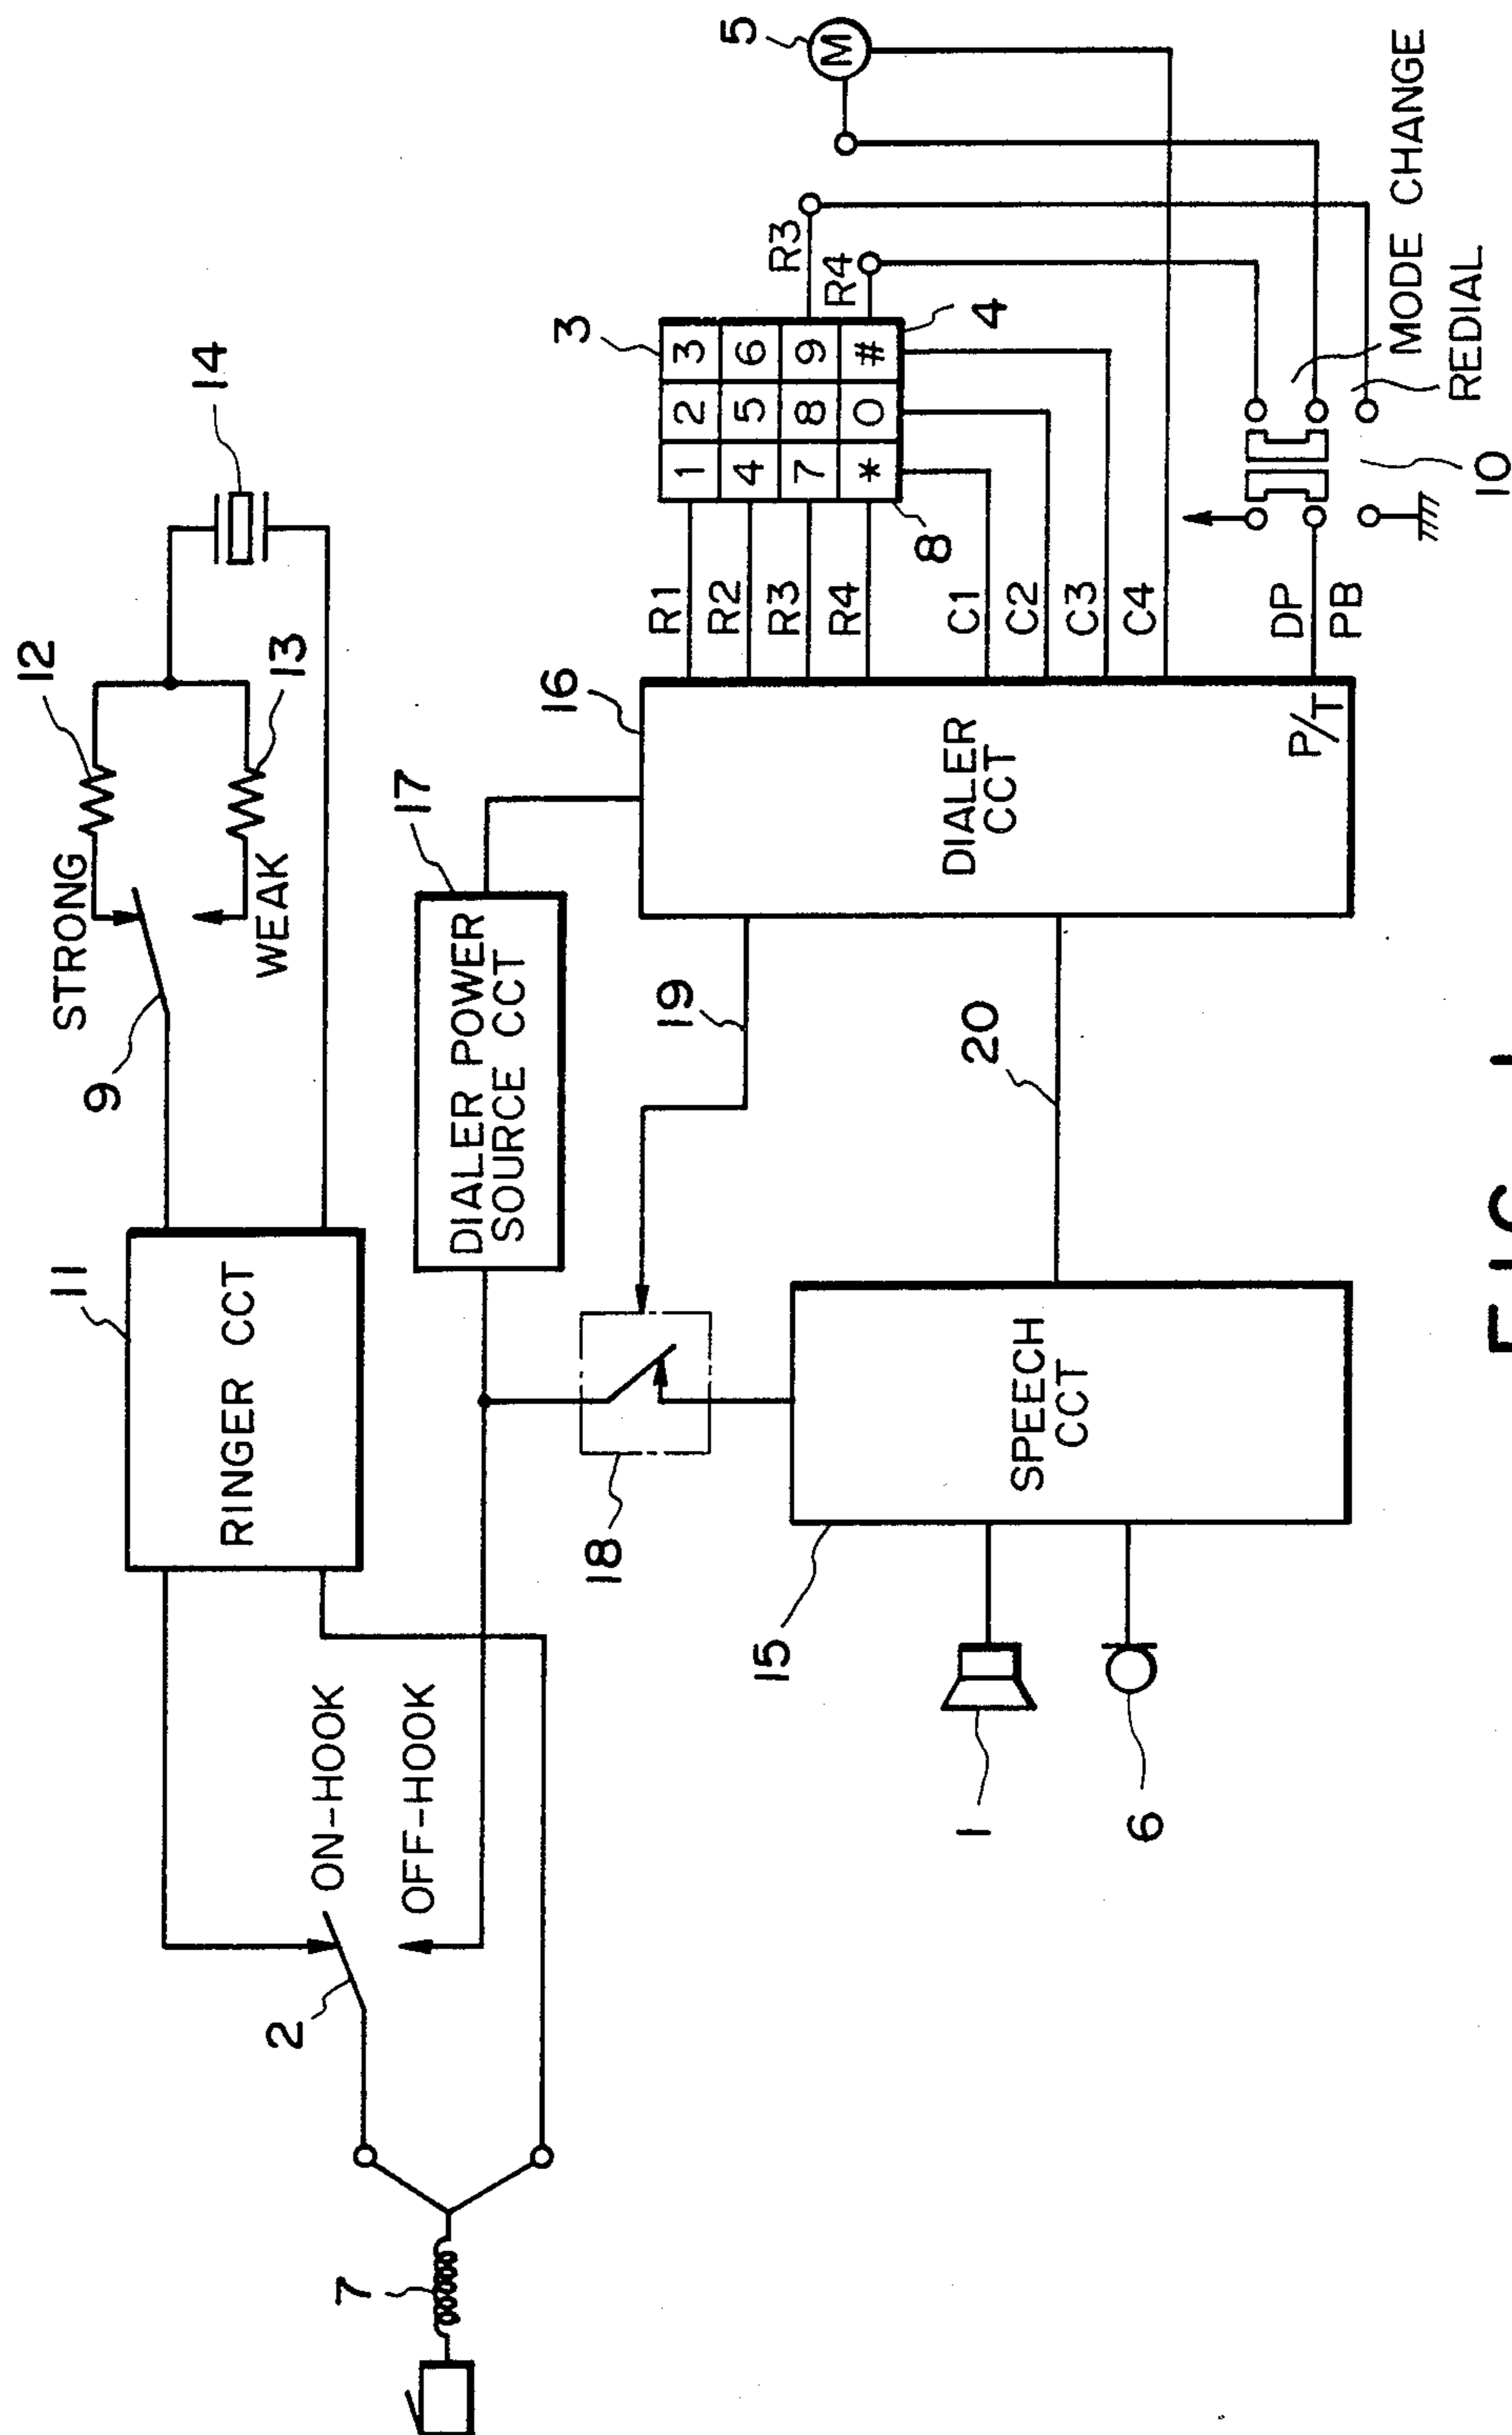 12
STRONG
9
11
RINGER CCT
14
13
WEAK
2
ON-HOOK
OFF-HOOK
7
17
DIALER POWER
SOURCE CCT
18
19
16
DIALER
CCT
P/T
20
15
SPEECH
CCT
1
6
3
1 2 3
4 5 6
7 8 9
* 0 #
R1
R2
R3
R4
8
4
R3
R4
5
M
C1
C2
C3
C4
DP
PB
10
MODE CHANGE
REDIAL